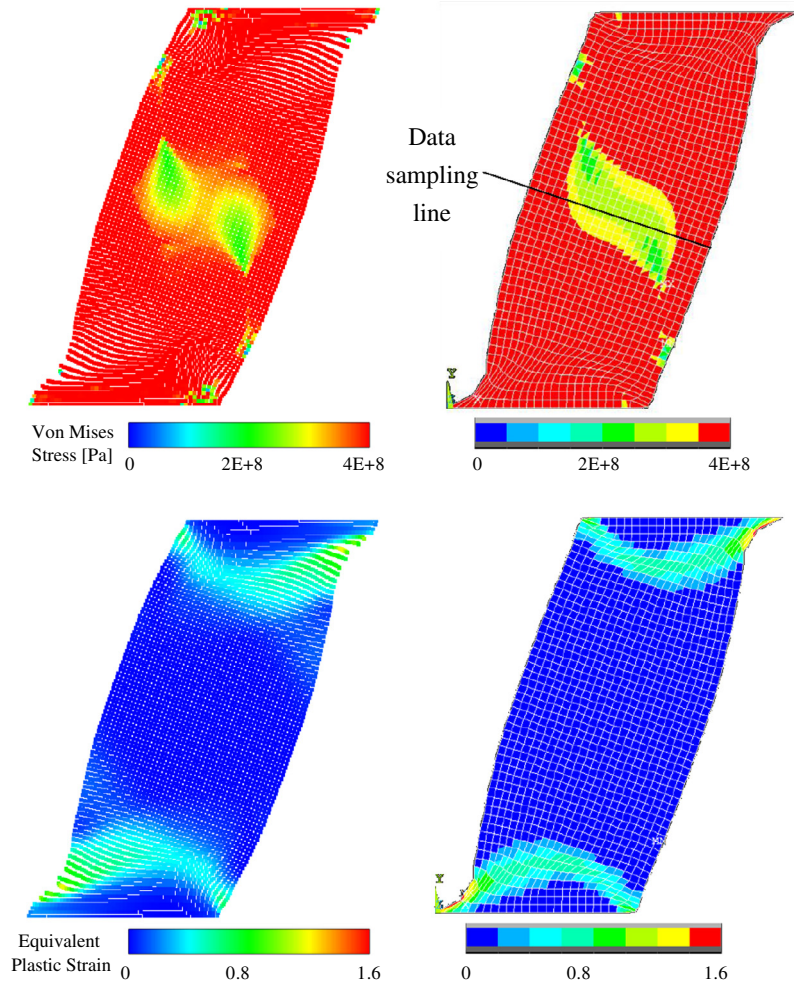 Data
sampling
line
Y
Von Mises
Stress [Pa]
0 2E+8 4E+8
0 2E+8 4E+8
Y
Equivalent
Plastic Strain
0 0.8 1.6
0 0.8 1.6